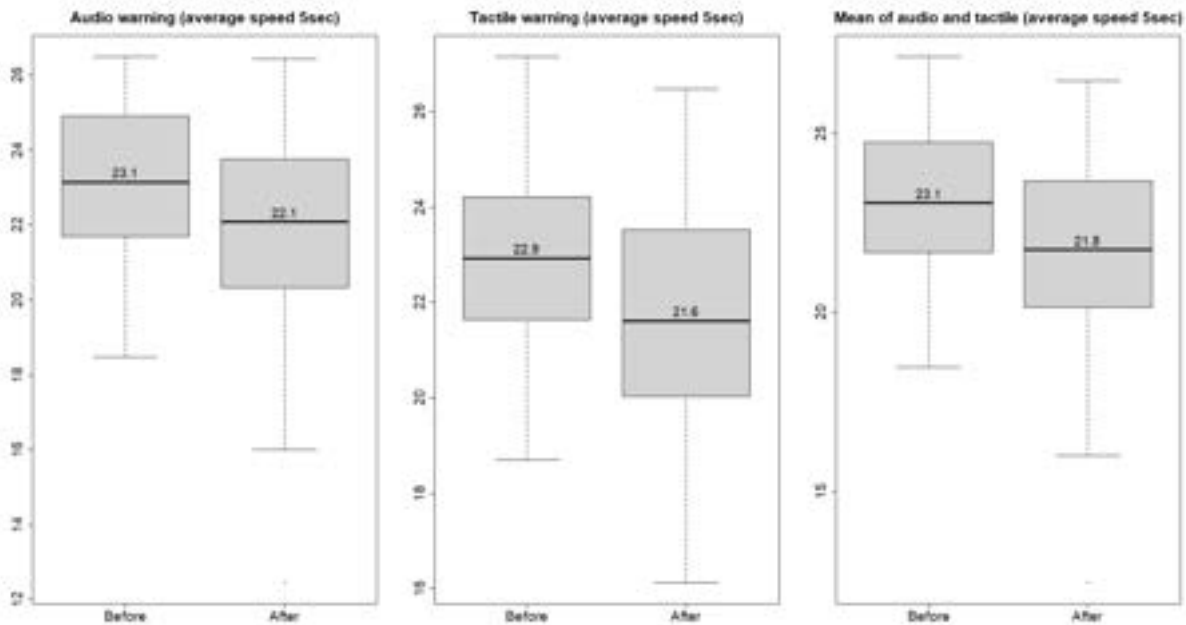 Audio warning (average speed 5sec)
26
24
22
20
18
16
14
12
23.1
22.1
Before
After
Tactile warning (average speed 5sec)
26
24
22
20
18
16
22.9
21.6
Before
After
Mean of audio and tactile (average speed 5sec)
25
20
15
23.1
21.8
Before
After